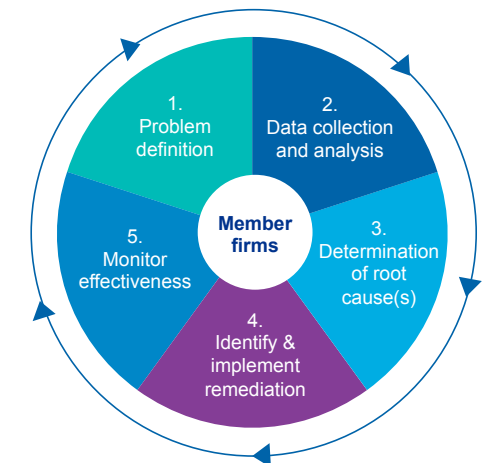 1.
Problem
definition
2.
Data collection
and analysis
3.
Determination
of root
cause(s)
4.
Identify &
implement
remediation
5.
Monitor
effectiveness
Member
firms